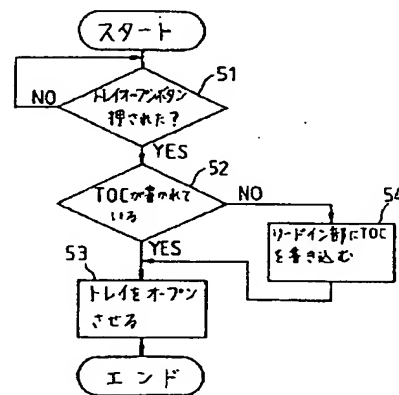 スタート
51
トレイオープンボタン
押された?
NO
YES
52
TOCが書かれて
いる
NO
YES
54
リードイン部にTOC
を書き込む
53
トレイをオープン
させる
エンド